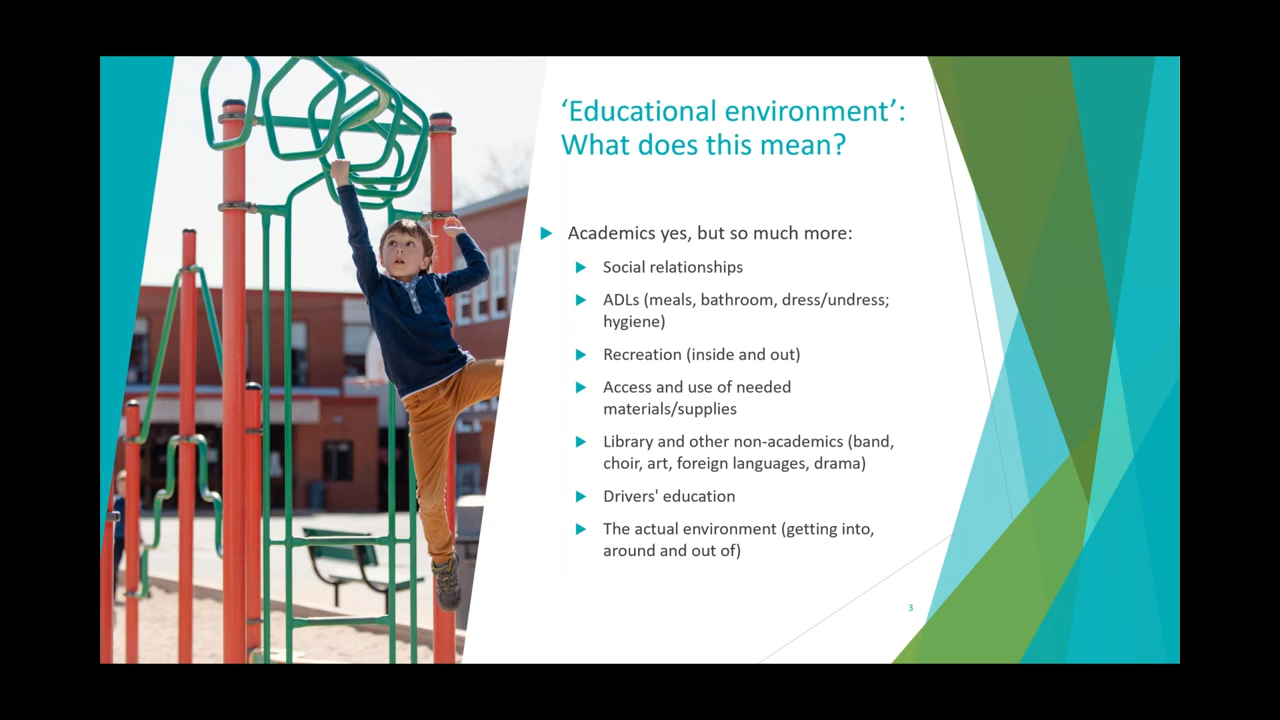 ‘Educational environment’:
What does this mean?
Academics yes, but so much more:
Social relationships
ADLs (meals, bathroom, dress/undress;
hygiene)
Recreation (inside and out)
Access and use of needed
materials/supplies
Library and other non-academics (band,
choir, art, foreign languages, drama)
Drivers' education
The actual environment (getting into,
around and out of)
3